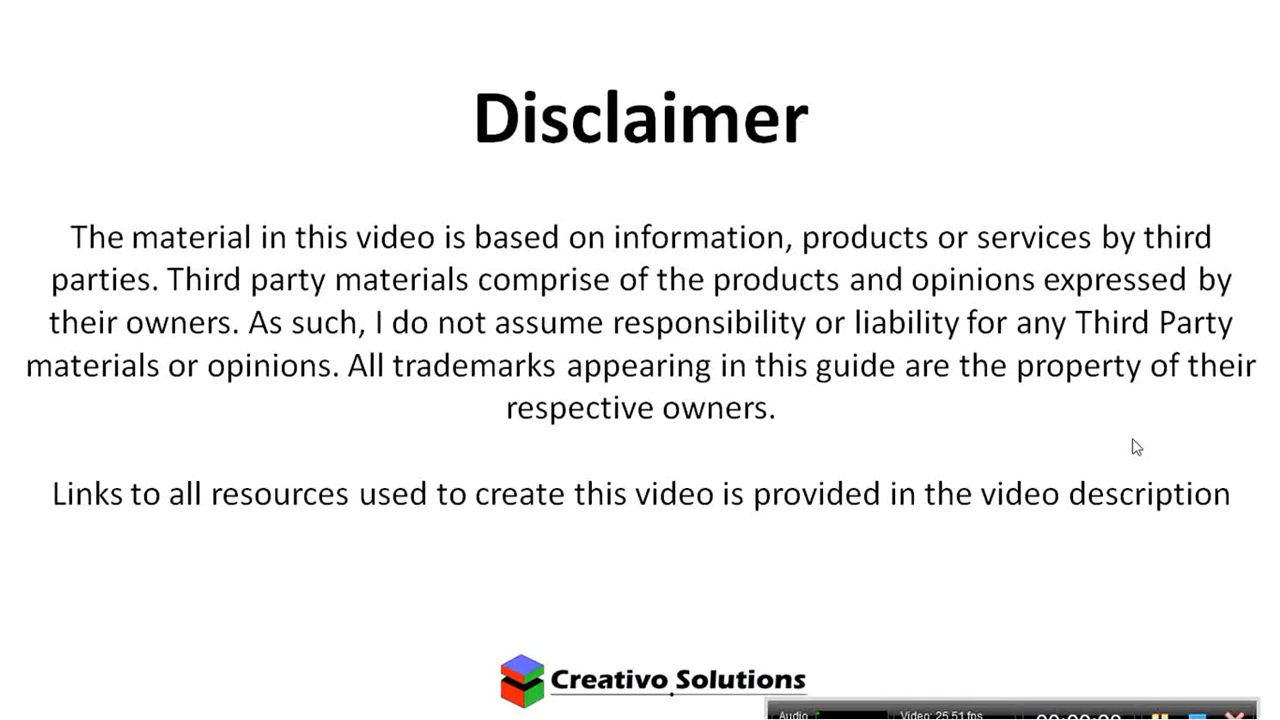 Disclaimer
The material in this video is based on information, products or services by third
parties. Third party materials comprise of the products and opinions expressed by
their owners. As such, I do not assume responsibility or liability for any Third Party
materials or opinions. All trademarks appearing in this guide are the property of their
respective owners.
Links to all resources used to create this video is provided in the video description
Creativo Solutions
Audio Video: 25.51 fps